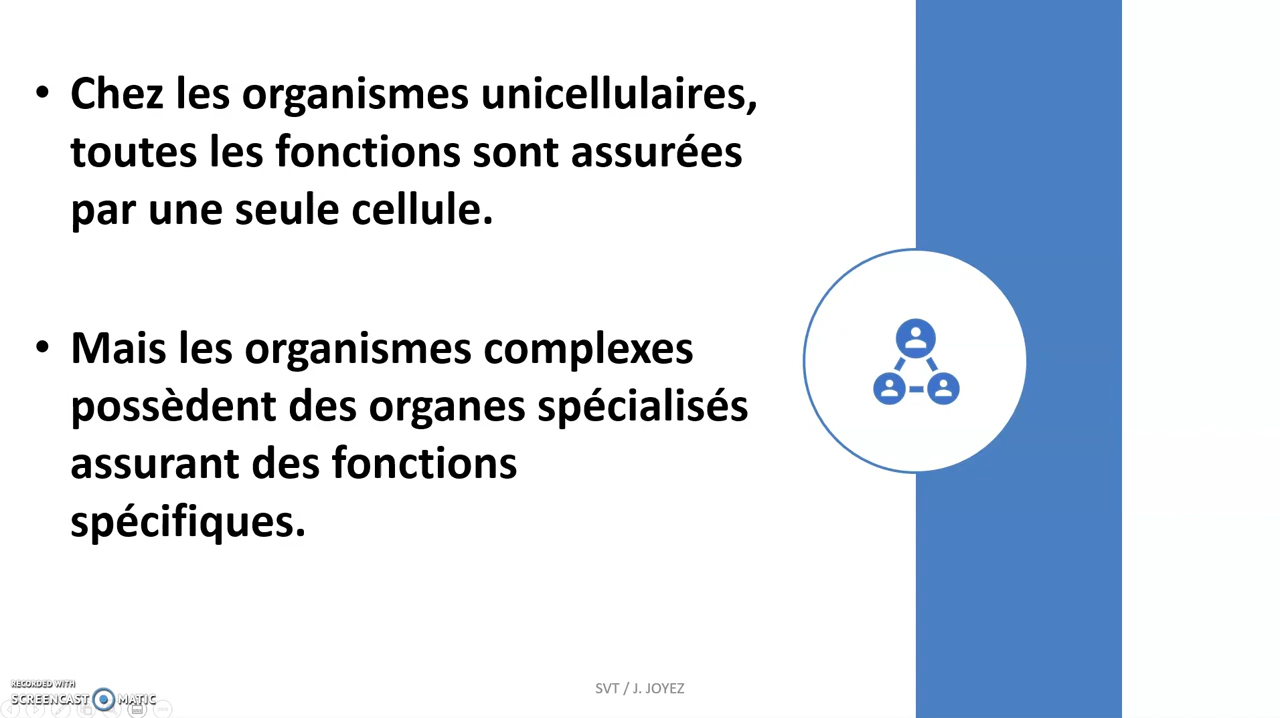 • Chez les organismes unicellulaires,
toutes les fonctions sont assurées
par une seule cellule.
• Mais les organismes complexes
possèdent des organes spécialisés
assurant des fonctions
spécifiques.
SVT / J. JOYEZ
RECORDED WITH
SCREENCAST MATIC